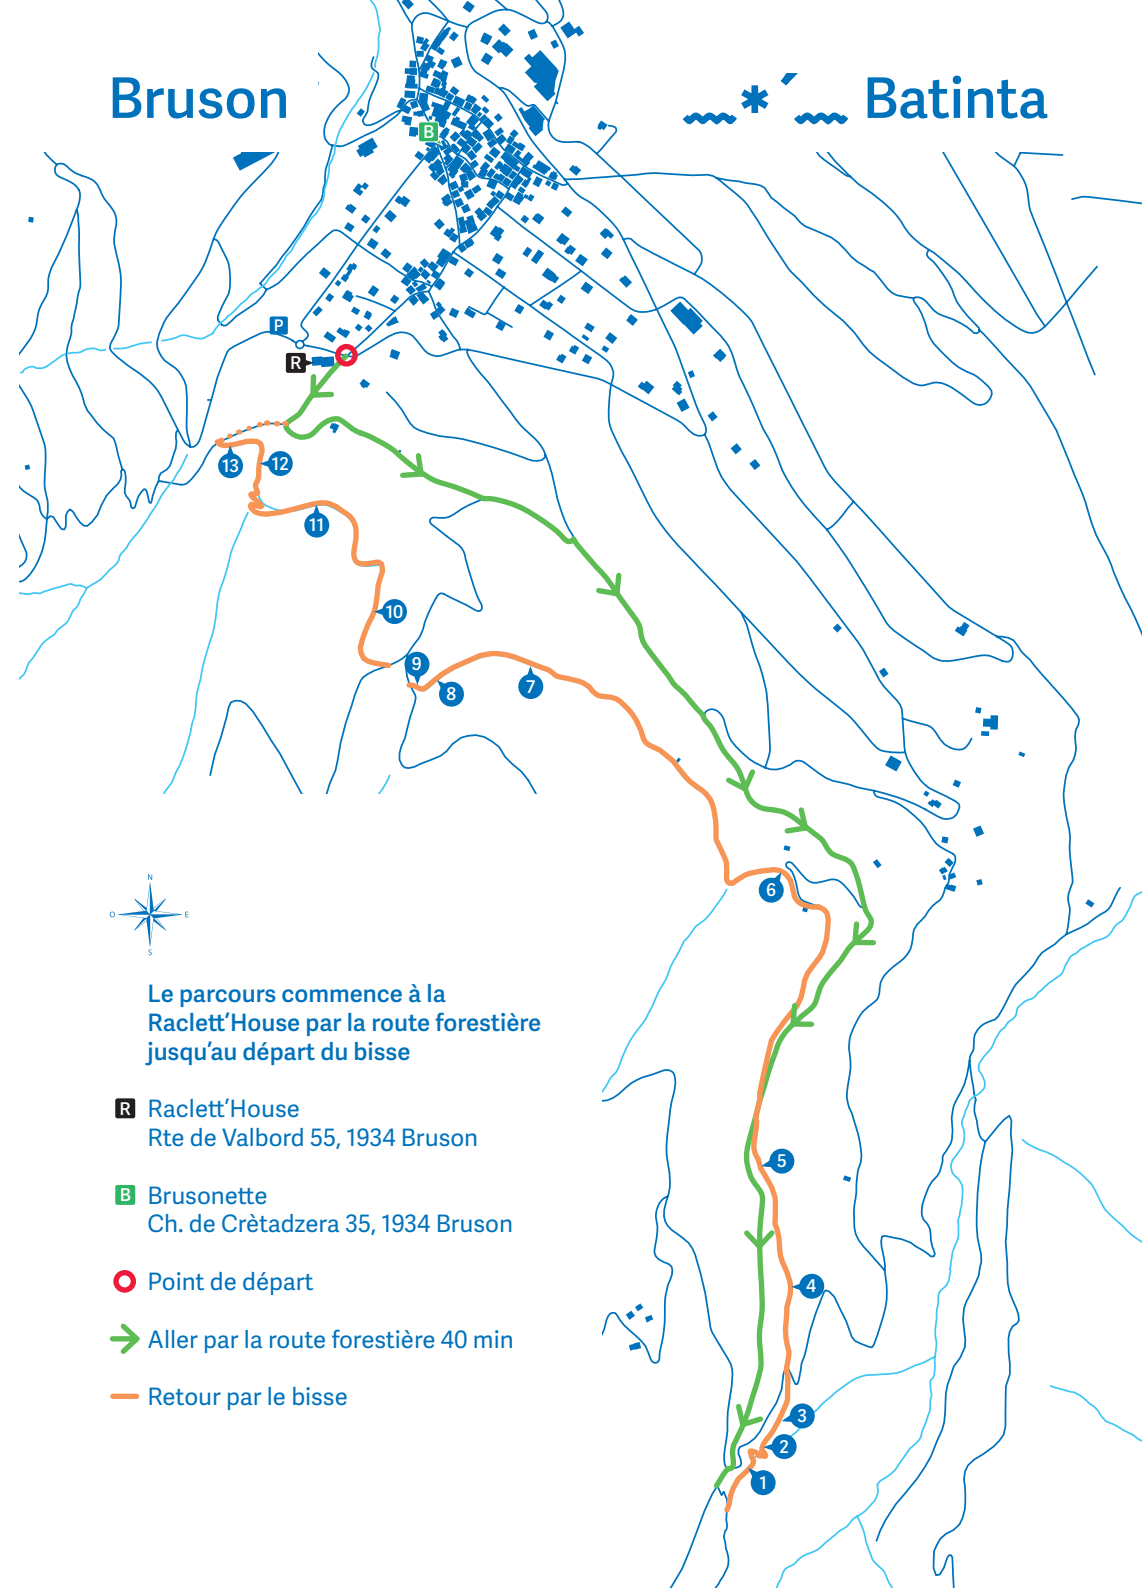 Bruson
Batinta
B
P
R
13
12
11
10
9
8
7
6
5
4
3
2
1
N
O
E
S
Le parcours commence à la
Raclett’House par la route forestière
jusqu’au départ du bisse
R Raclett’House
Rte de Valbord 55, 1934 Bruson
B Brusonette
Ch. de Crètadzera 35, 1934 Bruson
Point de départ
Aller par la route forestière 40 min
Retour par le bisse